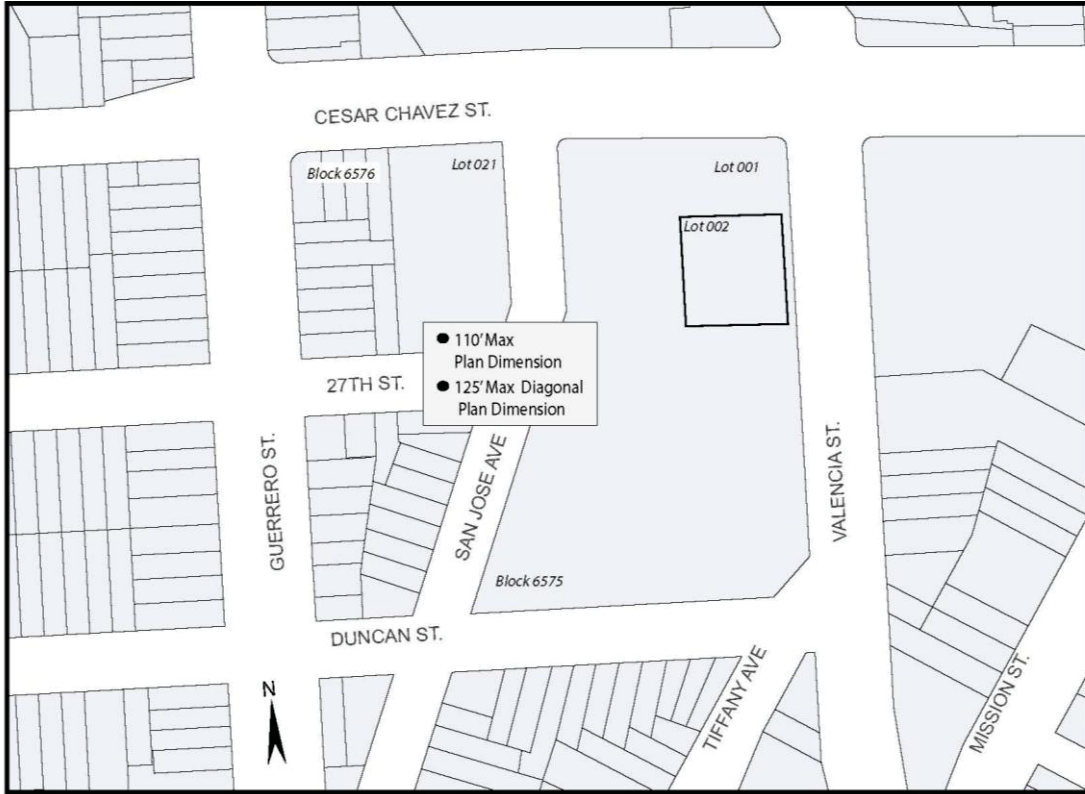 CESAR CHAVEZ ST.
Block 6576
Lot 021
Lot 001
Lot 002
● 110' Max
Plan Dimension
● 125' Max Diagonal
Plan Dimension
27TH ST.
GUERRERO ST.
SAN JOSE AVE
VALENCIA ST.
Block 6575
DUNCAN ST.
TIFFANY AVE
MISSION ST.
N